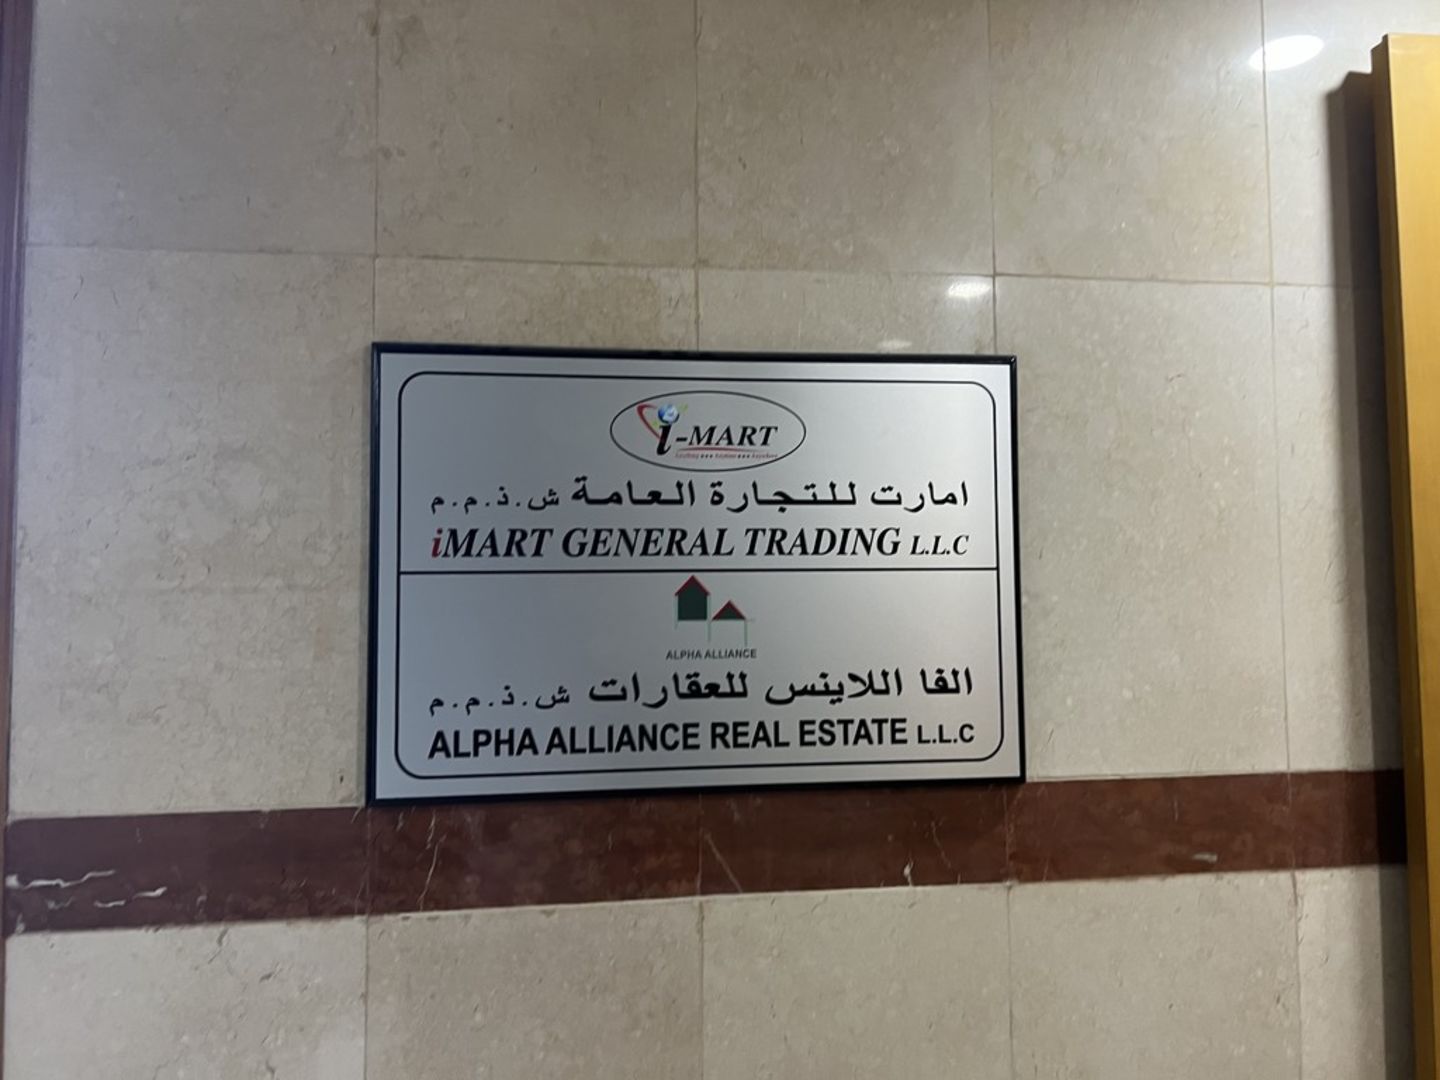 i-MART
امارت للتجارة العامة ش.ذ.م.م
iMART GENERAL TRADING L.L.C
ALPHA ALLIANCE
الفا اللاينس للعقارات ش.ذ.م.م
ALPHA ALLIANCE REAL ESTATE L.L.C